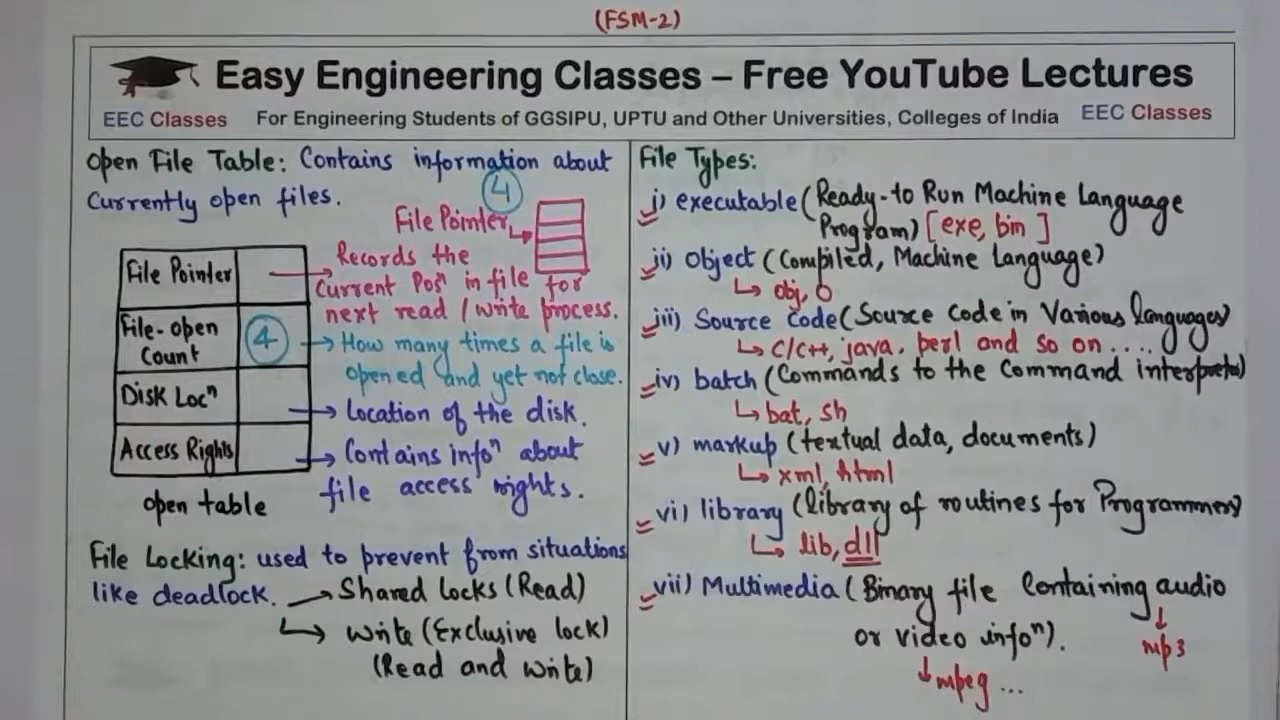 (FSM-2)
Easy Engineering Classes – Free YouTube Lectures
EEC Classes For Engineering Students of GGSIPU, UPTU and Other Universities, Colleges of India EEC Classes
Open File Table: Contains information about
Currently open files.
4
File Pointer
File Pointer
Records the
Current Posⁿ in file for
next read / write process.
File-open
Count
4
How many times a file is
opened and yet not close.
Disk Locⁿ
Location of the disk.
Access Rights
Contains infoⁿ about
file access rights.
open table
File Locking: used to prevent from situations
like deadlock.
Shared locks (Read)
Write (Exclusive lock)
(Read and write)
File Types:
i) executable (Ready-to Run Machine Language
Program) [exe, bin]
ii) Object (Compiled, Machine Language)
obj, o
iii) Source Code (Source Code in Various languages)
C/C++, java, perl and so on ....
iv) batch (Commands to the Command interpreter)
bat, sh
v) markup (textual data, documents)
xml, html
vi) library (library of routines for Programmers)
lib, dll
vii) Multimedia (Binary file Containing audio
or video infoⁿ).
mp3
mpeg ...